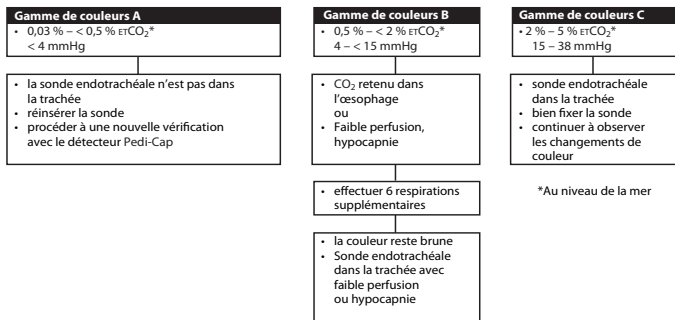 Gamme de couleurs A
• 0,03 % – < 0,5 % ETCO₂*
< 4 mmHg
• la sonde endotrachéale n'est pas dans
la trachée
• réinsérer la sonde
• procéder à une nouvelle vérification
avec le détecteur Pedi-Cap
Gamme de couleurs B
• 0,5 % – < 2 % ETCO₂*
4 – < 15 mmHg
• CO₂ retenu dans
l'œsophage
ou
• Faible perfusion,
hypocapnie
• effectuer 6 respirations
supplémentaires
• la couleur reste brune
• Sonde endotrachéale
dans la trachée avec
faible perfusion
ou hypocapnie
Gamme de couleurs C
• 2 % – 5 % ETCO₂*
15 – 38 mmHg
• sonde endotrachéale
dans la trachée
• bien fixer la sonde
• continuer à observer
les changements de
couleur
*Au niveau de la mer